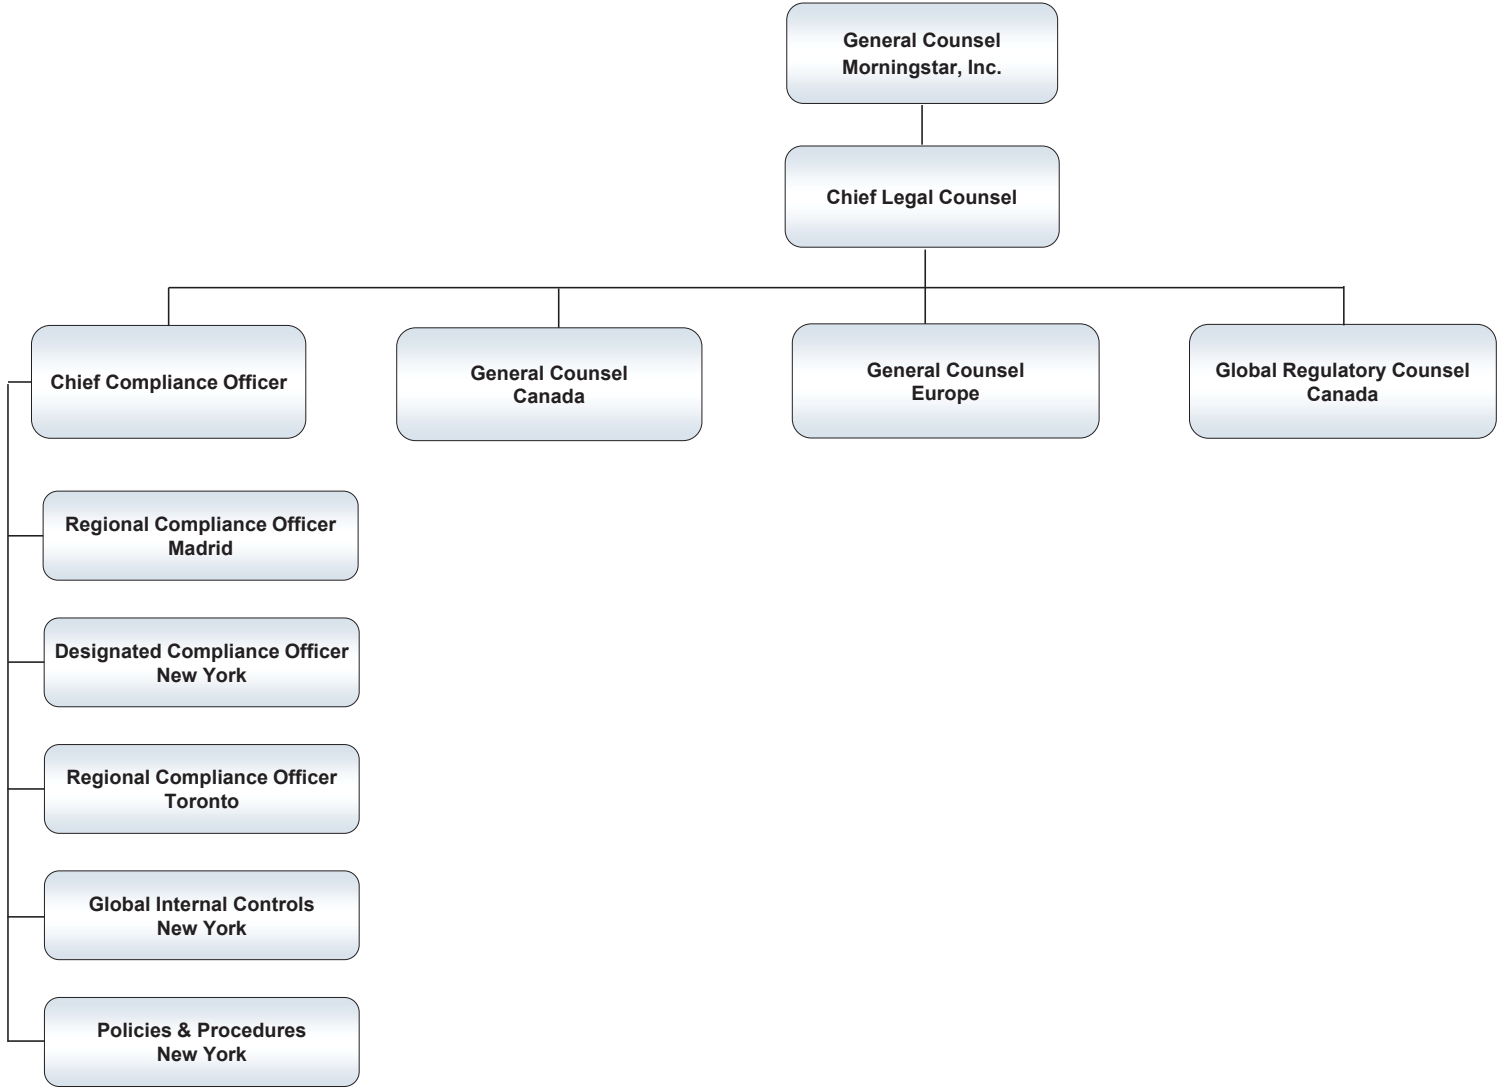 General Counsel
Morningstar, Inc.
Chief Legal Counsel
Chief Compliance Officer
General Counsel
Canada
General Counsel
Europe
Global Regulatory Counsel
Canada
Regional Compliance Officer
Madrid
Designated Compliance Officer
New York
Regional Compliance Officer
Toronto
Global Internal Controls
New York
Policies & Procedures
New York